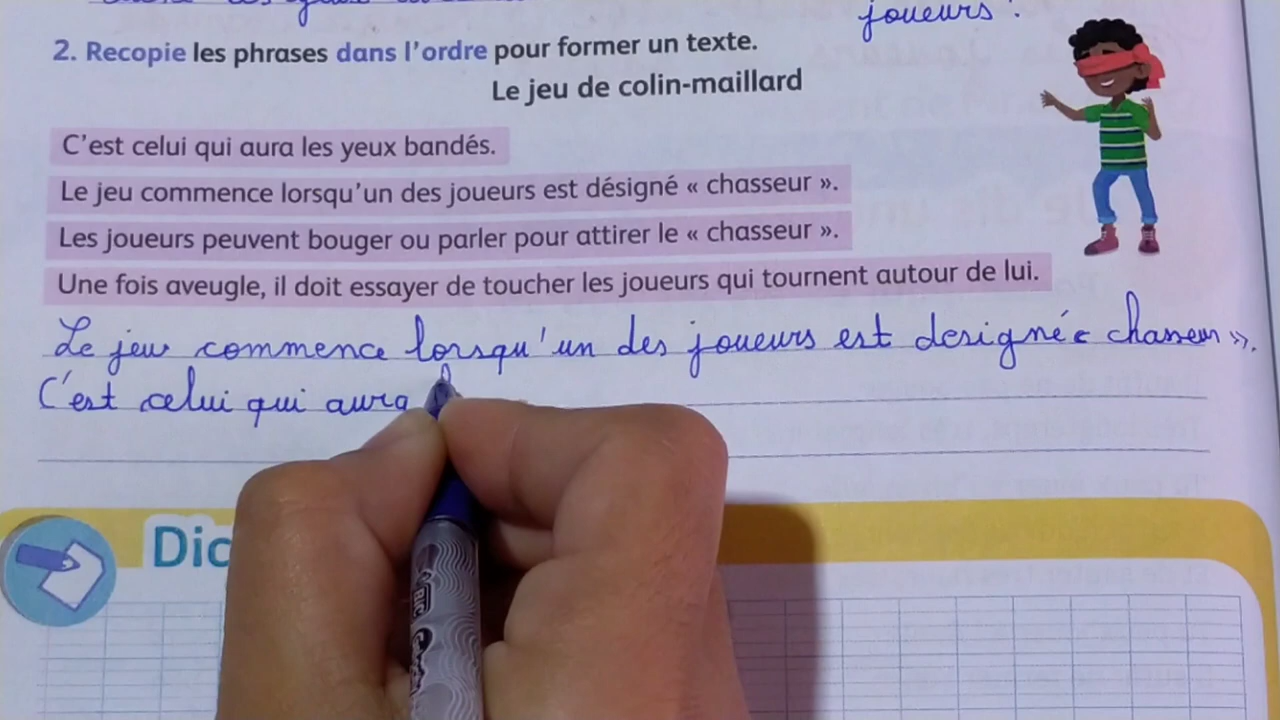 joueurs.
2. Recopie les phrases dans l'ordre pour former un texte.
Le jeu de colin-maillard
C'est celui qui aura les yeux bandés.
Le jeu commence lorsqu'un des joueurs est désigné « chasseur ».
Les joueurs peuvent bouger ou parler pour attirer le « chasseur ».
Une fois aveugle, il doit essayer de toucher les joueurs qui tournent autour de lui.
Le jeu commence lorsqu'un des joueurs est designé « chasseur ».
C'est celui qui aura
Dic
BIC